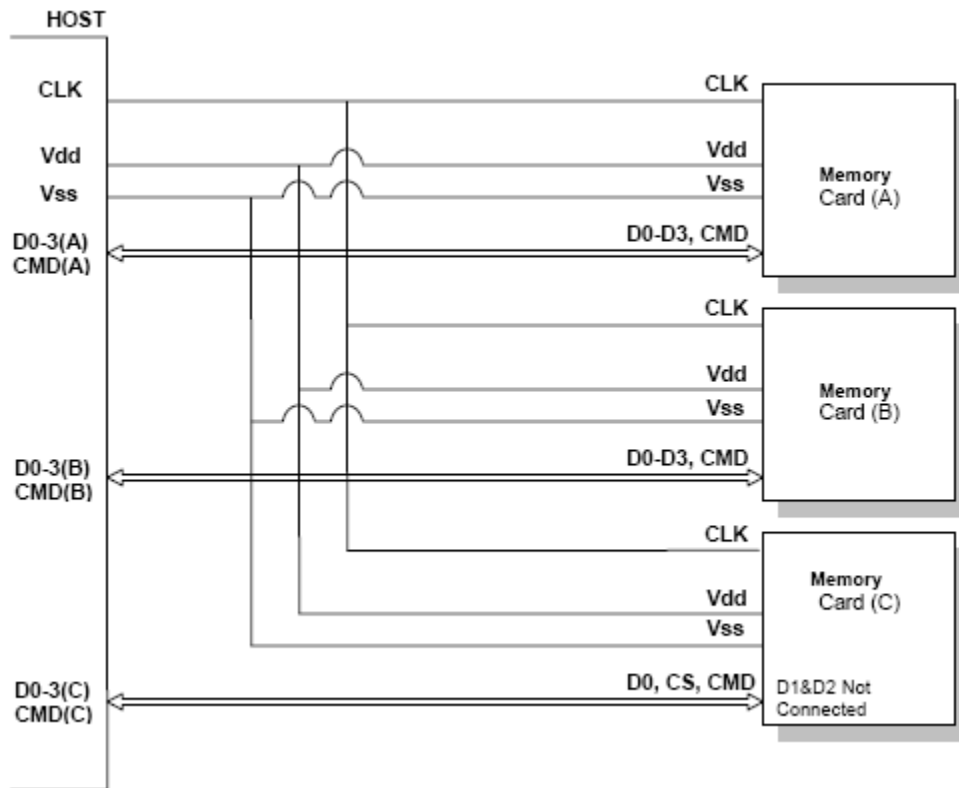 HOST
CLK
CLK
Vdd
Vdd
Vss
Vss
Memory
Card (A)
D0-3(A)
CMD(A)
D0-D3, CMD
CLK
Vdd
Vss
Memory
Card (B)
D0-3(B)
CMD(B)
D0-D3, CMD
CLK
Vdd
Vss
Memory
Card (C)
D0-3(C)
CMD(C)
D0, CS, CMD
D1&D2 Not
Connected